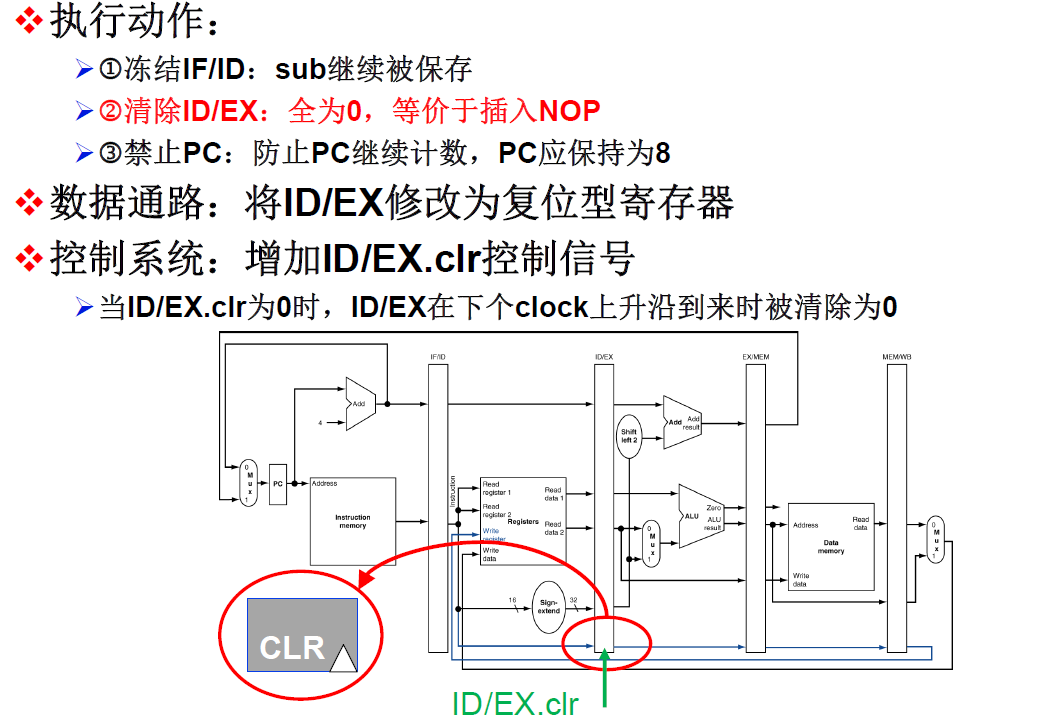 ❖执行动作：
➢①冻结IF/ID：sub继续被保存
➢②清除ID/EX：全为0，等价于插入NOP
➢③禁止PC：防止PC继续计数，PC应保持为8
❖数据通路：将ID/EX修改为复位型寄存器
❖控制系统：增加ID/EX.clr控制信号
➢当ID/EX.clr为0时，ID/EX在下个clock上升沿到来时被清除为0
IF/ID
ID/EX
EX/MEM
MEM/WB
Add
4
Shift
left 2
Add
Add
result
0
M
u
x
1
PC
Address
Instruction
memory
Instruction
Read
register 1
Read
register 2
Write
register
Write
data
Registers
Read
data 1
Read
data 2
0
M
u
x
1
ALU
Zero
ALU
result
Address
Read
data
Data
memory
Write
data
0
M
u
x
1
16
Sign-
extend
32
CLR
ID/EX.clr